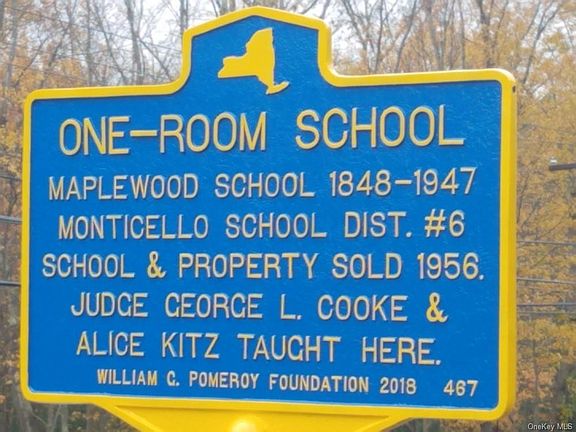 ONE-ROOM SCHOOL
MAPLEWOOD SCHOOL 1848-1947
MONTICELLO SCHOOL DIST. #6
SCHOOL & PROPERTY SOLD 1956.
JUDGE GEORGE L. COOKE &
ALICE KITZ TAUGHT HERE.
WILLIAM G. POMEROY FOUNDATION 2018 467
OneKey MLS